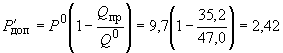 P′доп = P⁰(1 − Qпр/Q⁰) = 9,7(1 − 35,2/47,0) = 2,42